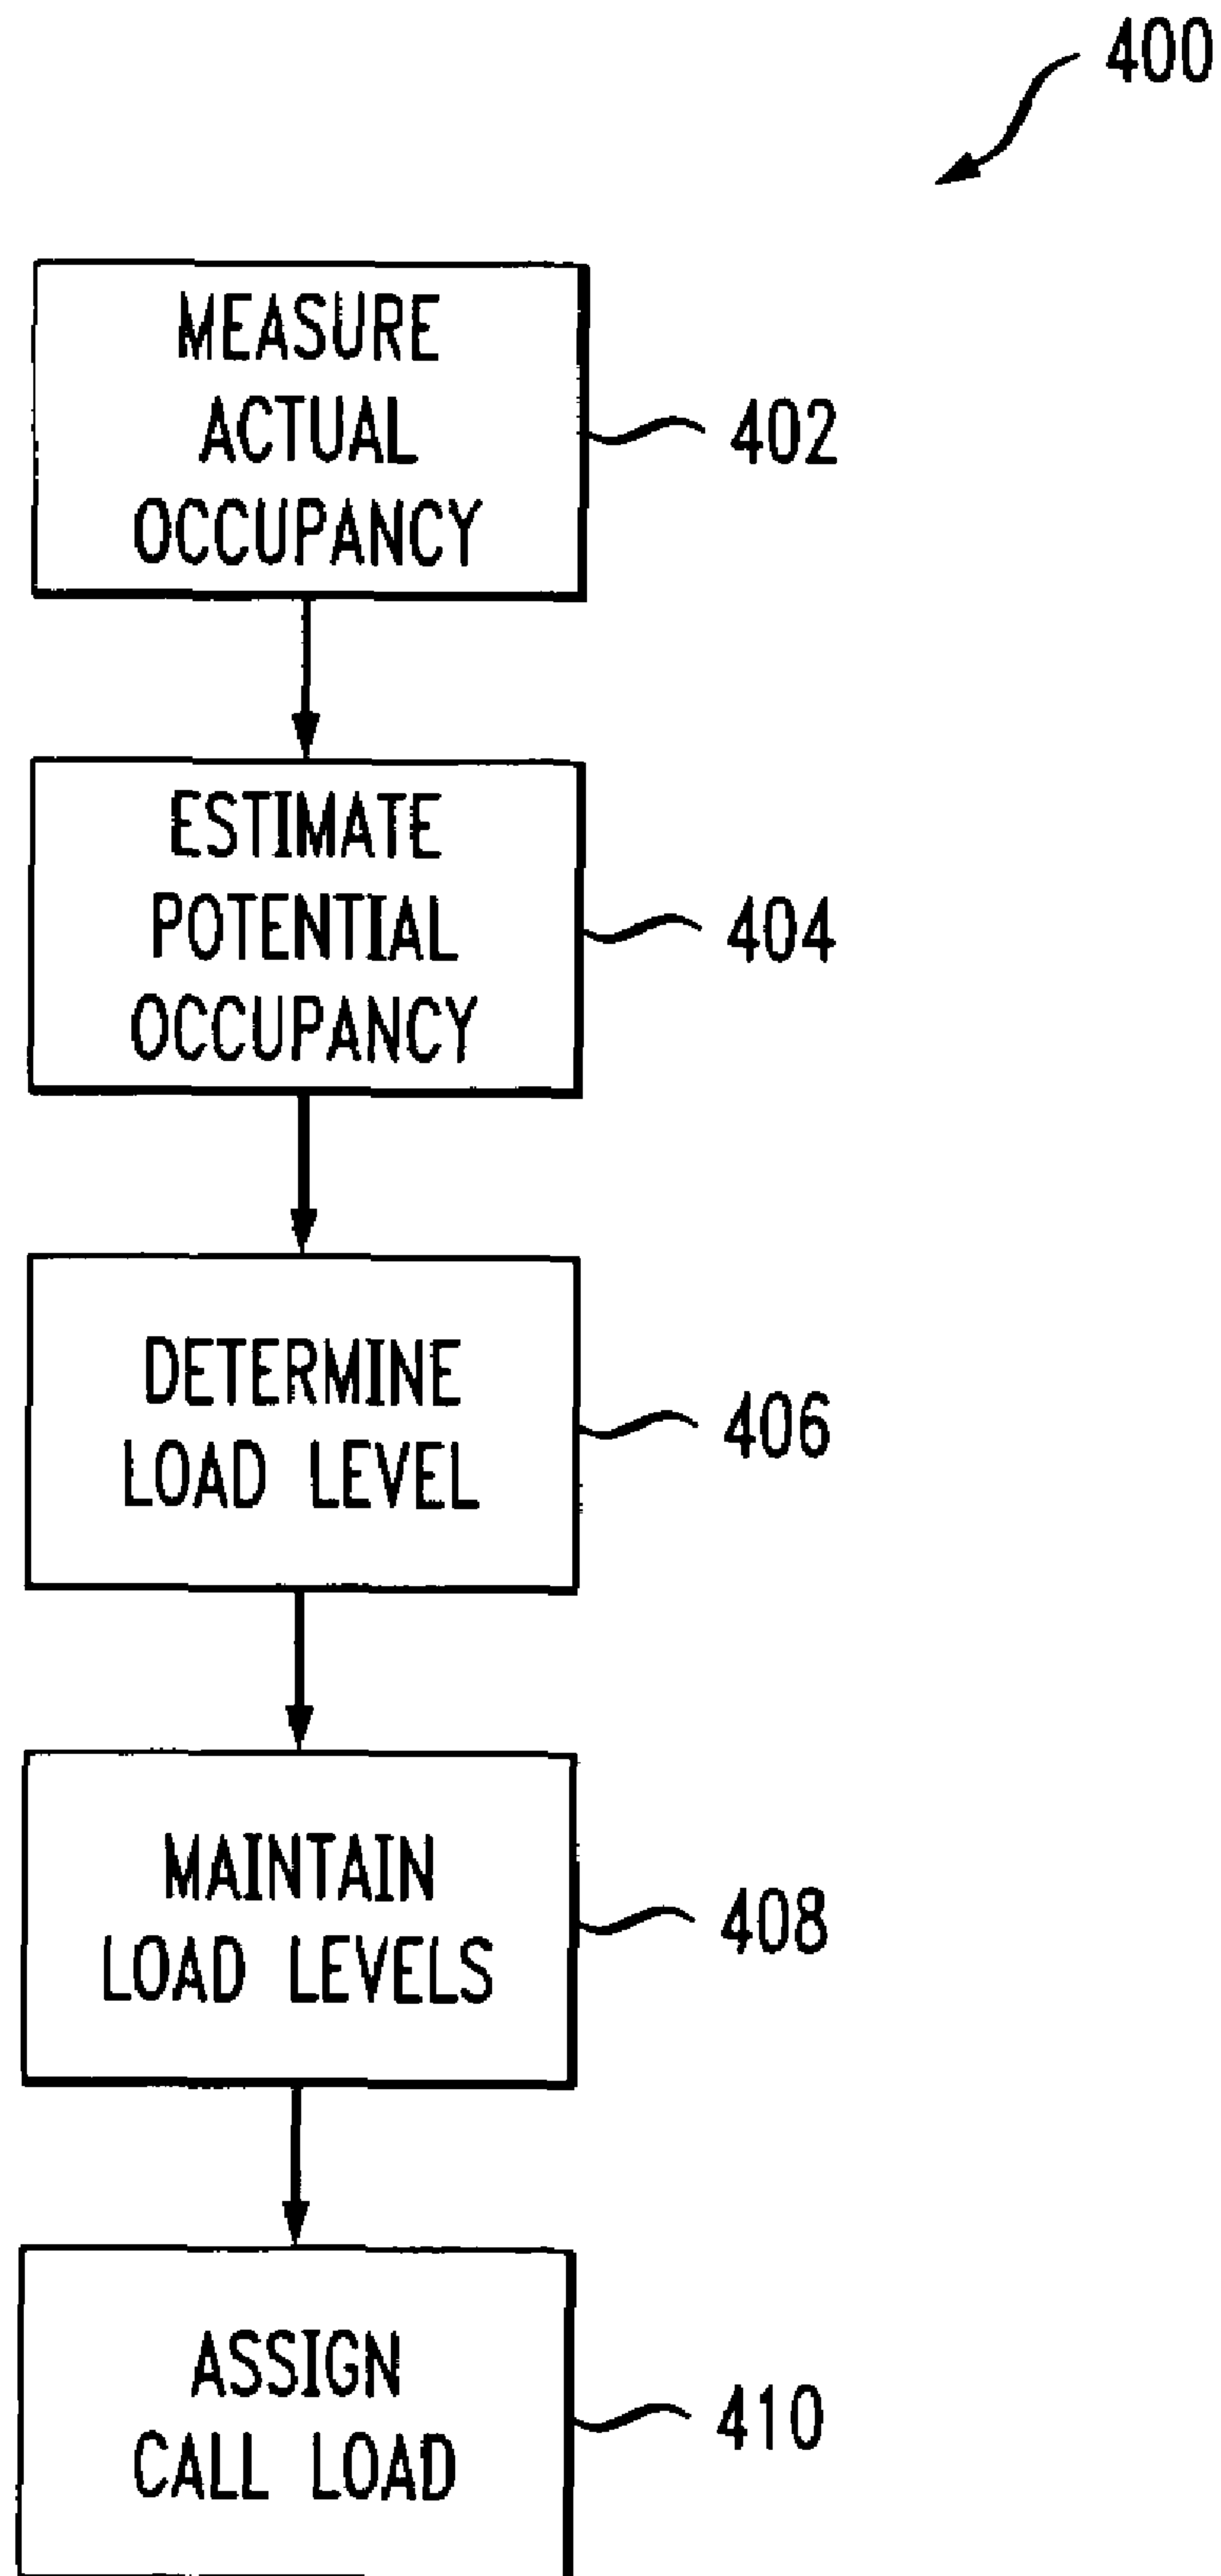 400
MEASURE
ACTUAL
OCCUPANCY
402
ESTIMATE
POTENTIAL
OCCUPANCY
404
DETERMINE
LOAD LEVEL
406
MAINTAIN
LOAD LEVELS
408
ASSIGN
CALL LOAD
410